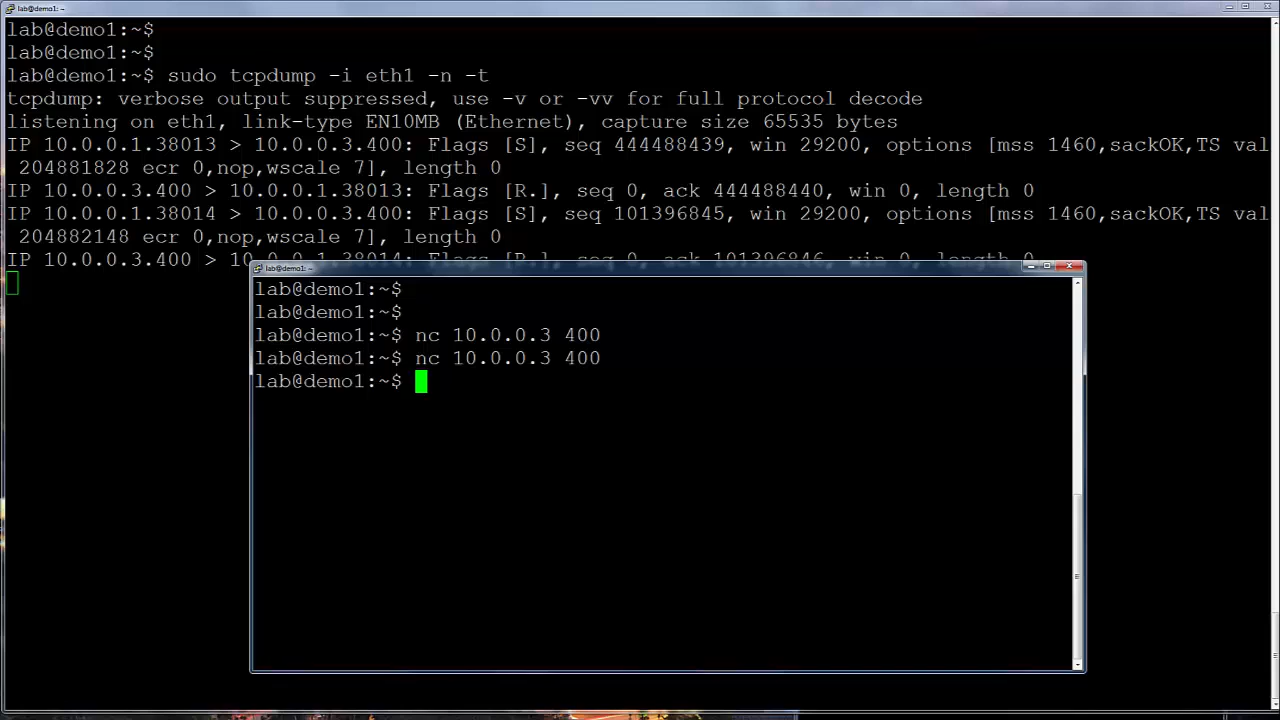 lab@demo1: ~
lab@demo1:~$
lab@demo1:~$
lab@demo1:~$ sudo tcpdump -i eth1 -n -t
tcpdump: verbose output suppressed, use -v or -vv for full protocol decode
listening on eth1, link-type EN10MB (Ethernet), capture size 65535 bytes
IP 10.0.0.1.38013 > 10.0.0.3.400: Flags [S], seq 444488439, win 29200, options [mss 1460,sackOK,TS val
204881828 ecr 0,nop,wscale 7], length 0
IP 10.0.0.3.400 > 10.0.0.1.38013: Flags [R.], seq 0, ack 444488440, win 0, length 0
IP 10.0.0.1.38014 > 10.0.0.3.400: Flags [S], seq 101396845, win 29200, options [mss 1460,sackOK,TS val
204882148 ecr 0,nop,wscale 7], length 0
IP 10.0.0.3.400 > 10.0.0.1.38014: Flags [R.], seq 0, ack 101396846, win 0, length 0
lab@demo1: ~
lab@demo1:~$
lab@demo1:~$
lab@demo1:~$ nc 10.0.0.3 400
lab@demo1:~$ nc 10.0.0.3 400
lab@demo1:~$